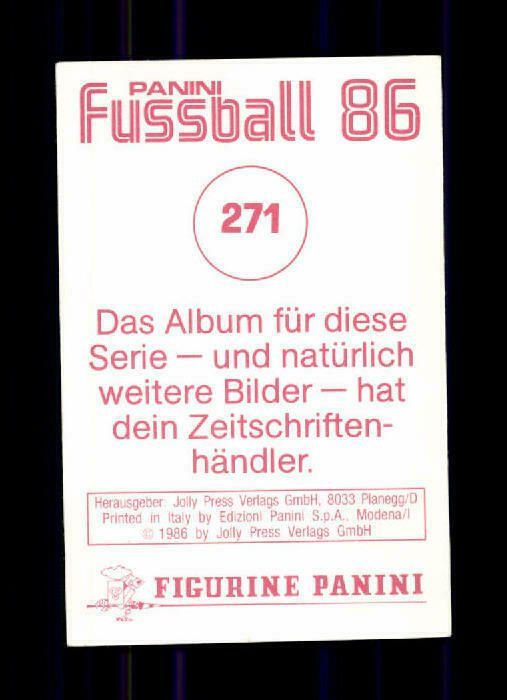 PANINI
Fussball 86
271
Das Album für diese
Serie — und natürlich
weitere Bilder — hat
dein Zeitschriften-
händler.
Herausgeber: Jolly Press Verlags GmbH, 8033 Planegg/D
Printed in Italy by Edizioni Panini S.p.A., Modena/I
© 1986 by Jolly Press Verlags GmbH
FIGURINE PANINI